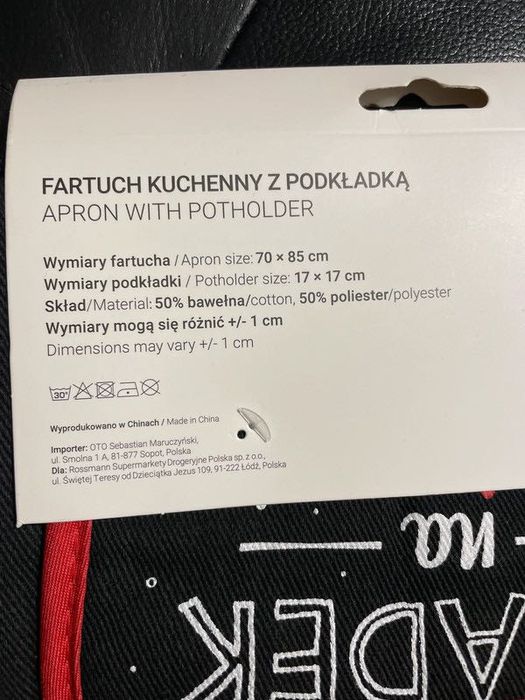 FARTUCH KUCHENNY Z PODKŁADKĄ
APRON WITH POTHOLDER
Wymiary fartucha / Apron size: 70 × 85 cm
Wymiary podkładki / Potholder size: 17 × 17 cm
Skład/Material: 50% bawełna/cotton, 50% poliester/polyester
Wymiary mogą się różnić +/- 1 cm
Dimensions may vary +/- 1 cm
30°
Wyprodukowano w Chinach / Made in China
Importer: OTO Sebastian Maruczyński,
ul. Smolna 1 A, 81-877 Sopot, Polska
Dla: Rossmann Supermarkety Drogeryjne Polska sp. z o.o.,
ul. Świętej Teresy od Dzieciątka Jezus 109, 91-222 Łódź, Polska
na
ADEK